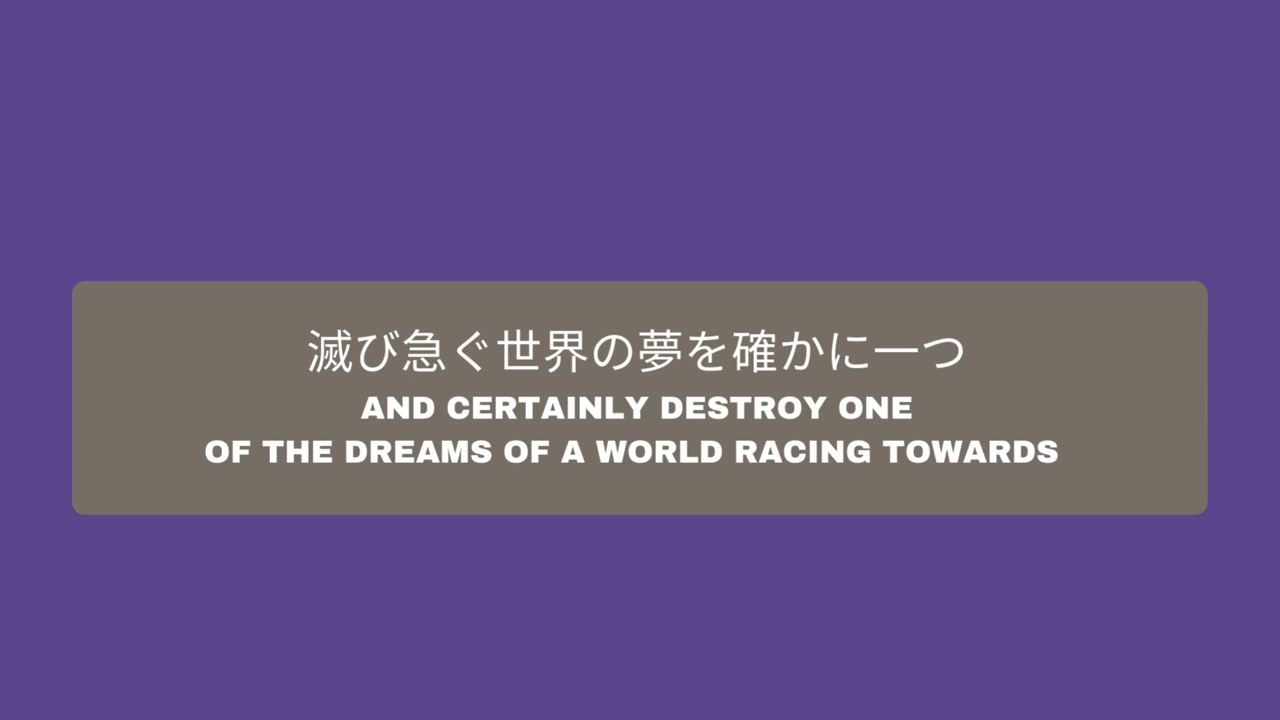 滅び急ぐ世界の夢を確かに一つ
AND CERTAINLY DESTROY ONE
OF THE DREAMS OF A WORLD RACING TOWARDS